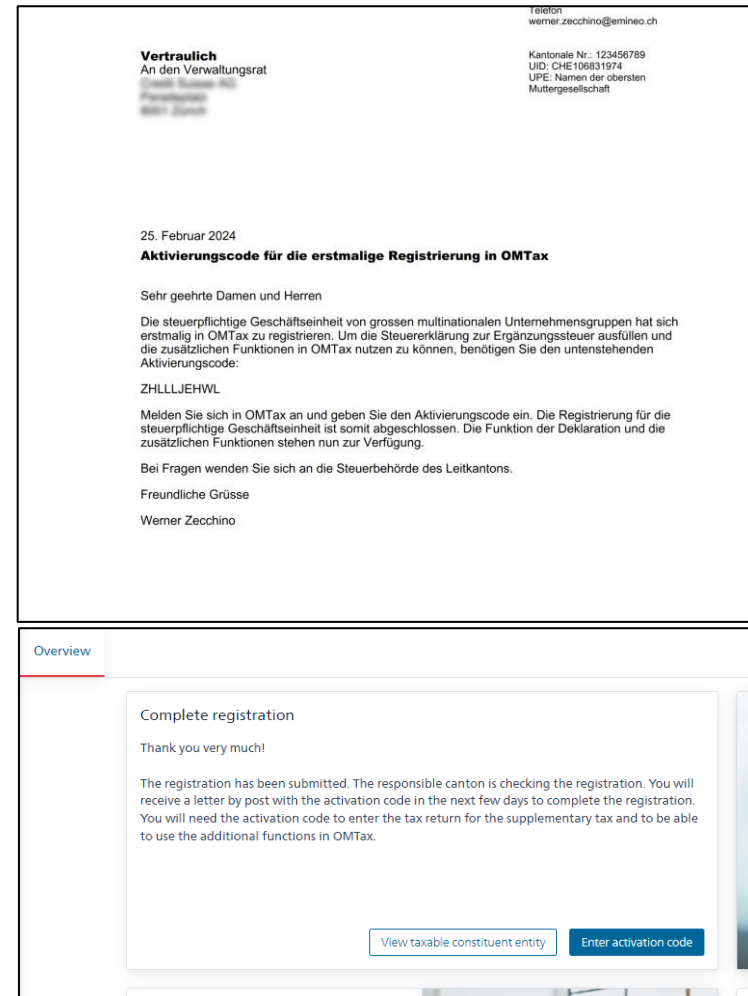 Telefon
werner.zecchino@emineo.ch
Vertraulich
An den Verwaltungsrat
Kantonale Nr.: 123456789
UID: CHE106831974
UPE: Namen der obersten
Muttergesellschaft
25. Februar 2024
Aktivierungscode für die erstmalige Registrierung in OMTax
Sehr geehrte Damen und Herren
Die steuerpflichtige Geschäftseinheit von grossen multinationalen Unternehmensgruppen hat sich
erstmalig in OMTax zu registrieren. Um die Steuererklärung zur Ergänzungssteuer ausfüllen und
die zusätzlichen Funktionen in OMTax nutzen zu können, benötigen Sie den untenstehenden
Aktivierungscode:
ZHLLLJEHWL
Melden Sie sich in OMTax an und geben Sie den Aktivierungscode ein. Die Registrierung für die
steuerpflichtige Geschäftseinheit ist somit abgeschlossen. Die Funktion der Deklaration und die
zusätzlichen Funktionen stehen nun zur Verfügung.
Bei Fragen wenden Sie sich an die Steuerbehörde des Leitkantons.
Freundliche Grüsse
Werner Zecchino
Overview
Complete registration
Thank you very much!
The registration has been submitted. The responsible canton is checking the registration. You will
receive a letter by post with the activation code in the next few days to complete the registration.
You will need the activation code to enter the tax return for the supplementary tax and to be able
to use the additional functions in OMTax.
View taxable constituent entity
Enter activation code